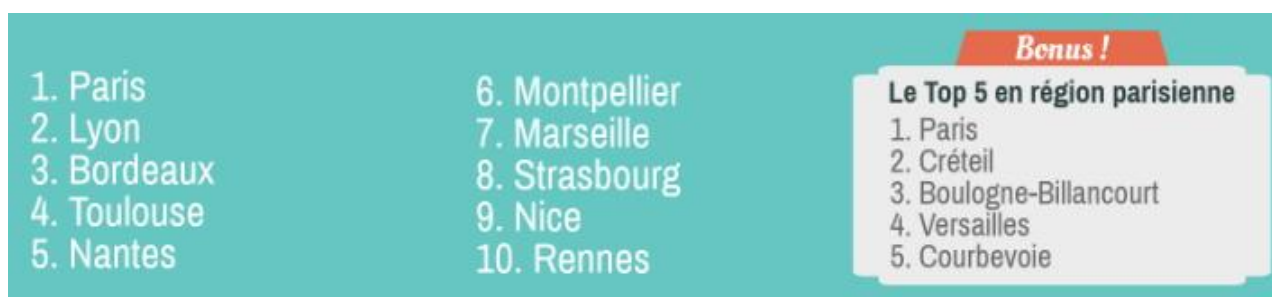 1. Paris
2. Lyon
3. Bordeaux
4. Toulouse
5. Nantes
6. Montpellier
7. Marseille
8. Strasbourg
9. Nice
10. Rennes
Bonus !
Le Top 5 en région parisienne
1. Paris
2. Créteil
3. Boulogne-Billancourt
4. Versailles
5. Courbevoie